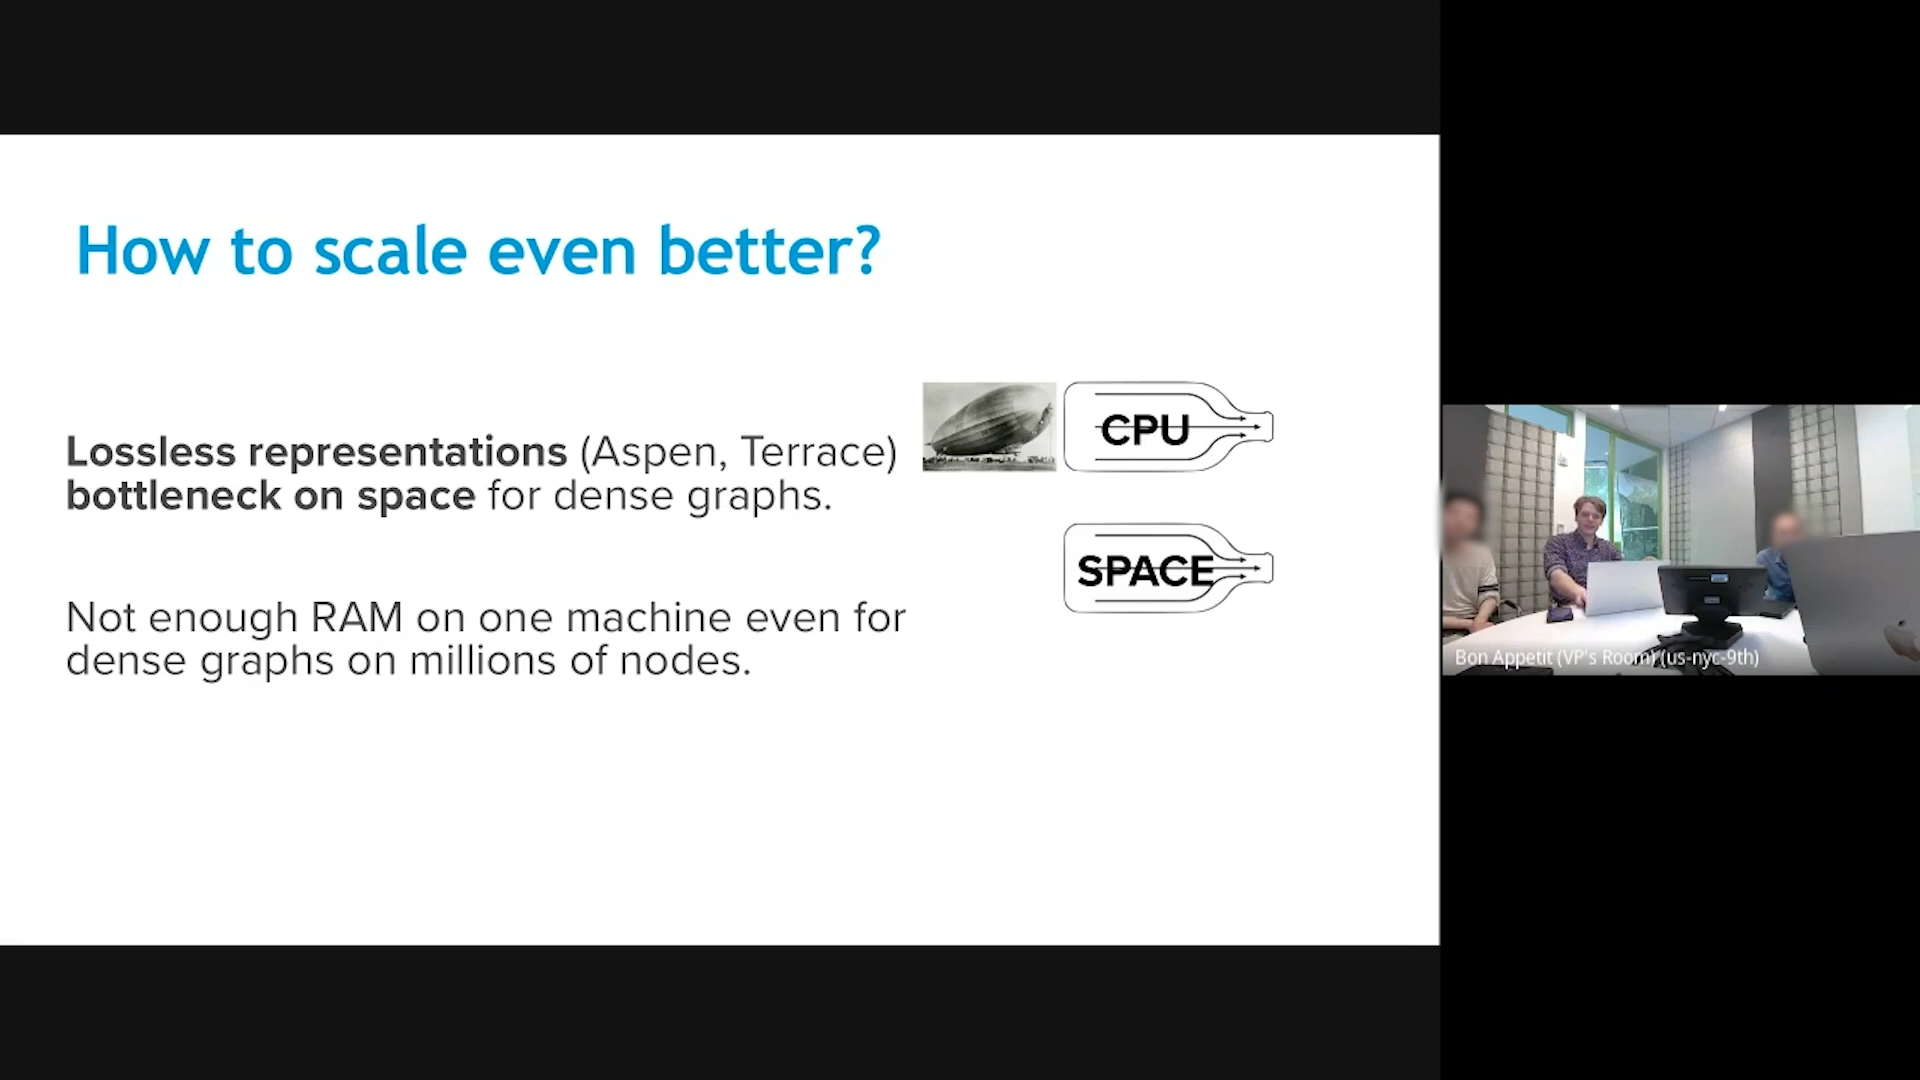 How to scale even better?
Lossless representations (Aspen, Terrace)
bottleneck on space for dense graphs.
CPU
SPACE
Not enough RAM on one machine even for
dense graphs on millions of nodes.
Bon Appetit (VP's Room) (us-nyc-9th)